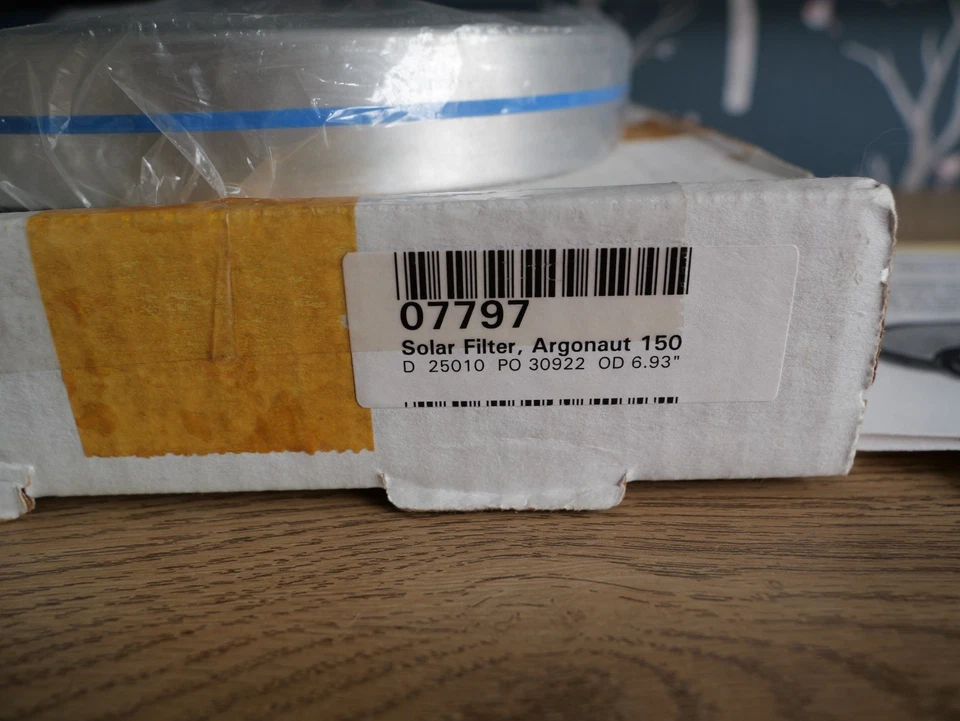 07797
Solar Filter, Argonaut 150
D 25010 PO 30922 OD 6.93"